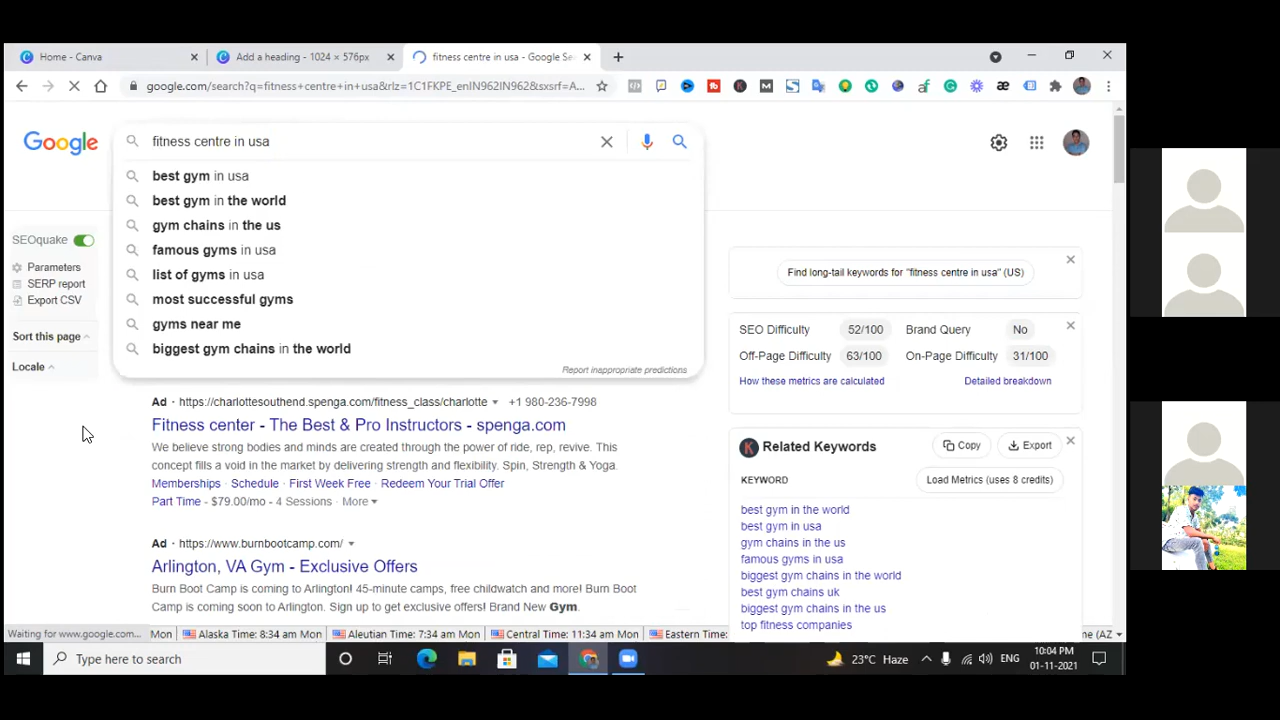 Home - Canva
Add a heading - 1024 × 576px
fitness centre in usa - Google Se
google.com/search?q=fitness+centre+in+usa&rlz=1C1FKPE_enIN962IN962&sxsrf=A...
Google
fitness centre in usa
best gym in usa
best gym in the world
gym chains in the us
famous gyms in usa
list of gyms in usa
most successful gyms
gyms near me
biggest gym chains in the world
Report inappropriate predictions
SEOquake
Parameters
SERP report
Export CSV
Sort this page
Locale
Ad · https://charlottesouthend.spenga.com/fitness_class/charlotte +1 980-236-7998
Fitness center - The Best & Pro Instructors - spenga.com
We believe strong bodies and minds are created through the power of ride, rep, revive. This
concept fills a void in the market by delivering strength and flexibility. Spin, Strength & Yoga.
Memberships · Schedule · First Week Free · Redeem Your Trial Offer
Part Time - $79.00/mo - 4 Sessions · More
Ad · https://www.burnbootcamp.com/
Arlington, VA Gym - Exclusive Offers
Burn Boot Camp is coming to Arlington! 45-minute camps, free childwatch and more! Burn Boot
Camp is coming soon to Arlington. Sign up to get exclusive offers! Brand New Gym.
Find long-tail keywords for "fitness centre in usa" (US)
SEO Difficulty 52/100 Brand Query No
Off-Page Difficulty 63/100 On-Page Difficulty 31/100
How these metrics are calculated Detailed breakdown
K Related Keywords Copy Export
KEYWORD Load Metrics (uses 8 credits)
best gym in the world
best gym in usa
gym chains in the us
famous gyms in usa
biggest gym chains in the world
best gym chains uk
biggest gym chains in the us
top fitness companies
Waiting for www.google.com... Mon Alaska Time: 8:34 am Mon Aleutian Time: 7:34 am Mon Central Time: 11:34 am Mon Eastern Time: me (AZ
Type here to search
23°C Haze ENG 10:04 PM
01-11-2021